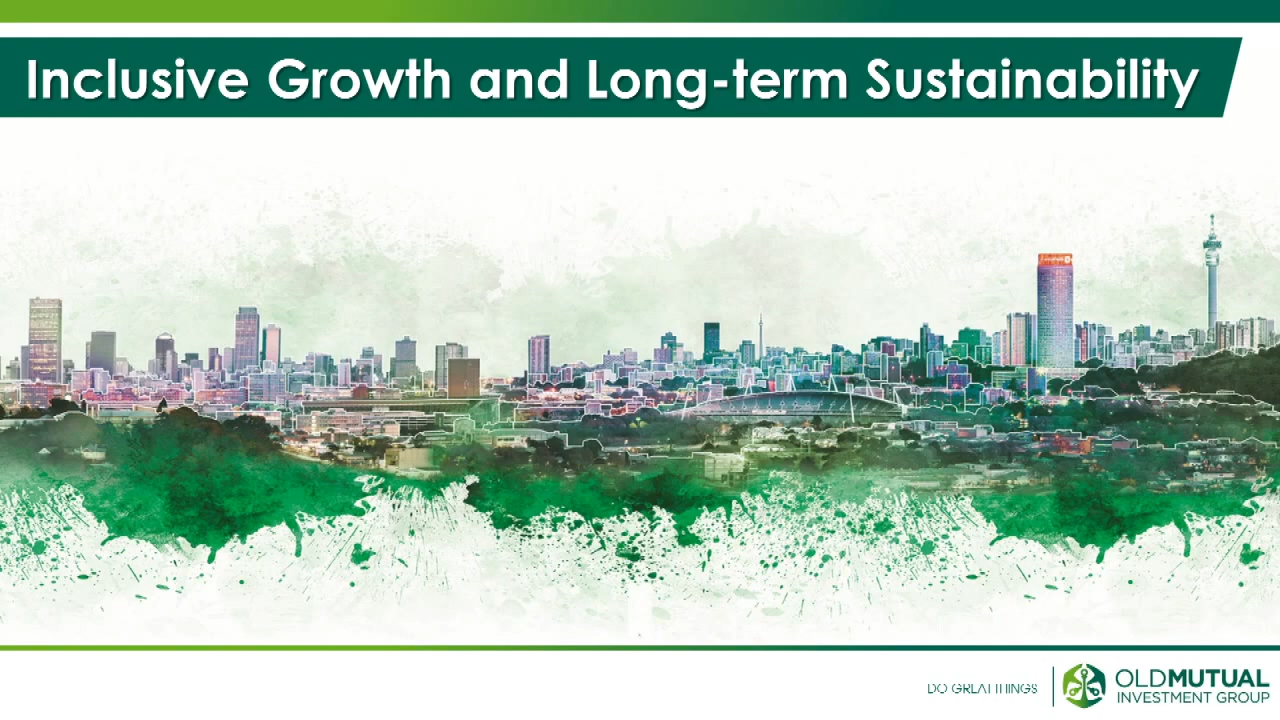 Inclusive Growth and Long-term Sustainability
DO GREAT THINGS
OLDMUTUAL
INVESTMENT GROUP